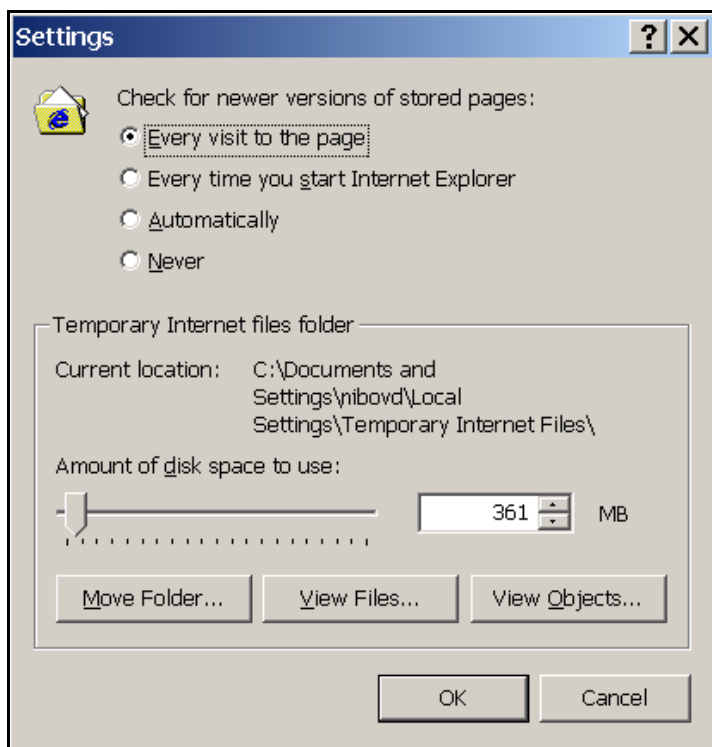 Settings
Check for newer versions of stored pages:
Every visit to the page
Every time you start Internet Explorer
Automatically
Never
Temporary Internet files folder
Current location: C:\Documents and
Settings\nibovd\Local
Settings\Temporary Internet Files\
Amount of disk space to use:
361 MB
Move Folder... View Files... View Objects...
OK Cancel